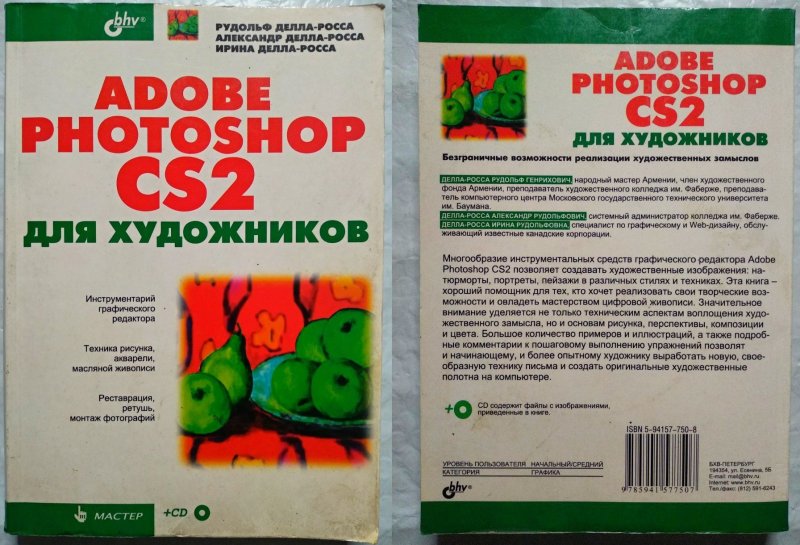 bhv®
РУДОЛЬФ ДЕЛЛА-РОССА
АЛЕКСАНДР ДЕЛЛА-РОССА
ИРИНА ДЕЛЛА-РОССА
ADOBE
PHOTOSHOP
CS2
ДЛЯ ХУДОЖНИКОВ
Инструментарий
графического
редактора
Техника рисунка,
акварели,
масляной живописи
Реставрация,
ретушь,
монтаж фотографий
МАСТЕР
+CD
ADOBE
PHOTOSHOP
CS2
ДЛЯ ХУДОЖНИКОВ
Безграничные возможности реализации художественных замыслов
ДЕЛЛА-РОССА РУДОЛЬФ ГЕНРИХОВИЧ, народный мастер Армении, член художественного
фонда Армении, преподаватель художественного колледжа им. Фаберже, преподава-
тель компьютерного центра Московского государственного технического университета
им. Баумана.
ДЕЛЛА-РОССА АЛЕКСАНДР РУДОЛЬФОВИЧ, системный администратор колледжа им. Фаберже.
ДЕЛЛА-РОССА ИРИНА РУДОЛЬФОВНА, специалист по графическому и Web-дизайну, обслу-
живающий известные канадские корпорации.
Многообразие инструментальных средств графического редактора Adobe
Photoshop CS2 позволяет создавать художественные изображения: на-
тюрморты, портреты, пейзажи в различных стилях и техниках. Эта книга –
хороший помощник для тех, кто хочет реализовать свои творческие воз-
можности и овладеть мастерством цифровой живописи. Значительное
внимание уделяется не только техническим аспектам воплощения худо-
жественного замысла, но и основам рисунка, перспективы, композиции
и цвета. Большое количество примеров и иллюстраций, а также подроб-
ные комментарии к пошаговому выполнению упражнений позволят
и начинающему, и более опытному художнику выработать новую, свое-
образную технику письма и создать оригинальные художественные
полотна на компьютере.
+
CD содержит файлы с изображениями,
приведенные в книге.
ISBN 5-94157-750-8
9 785941 577507
УРОВЕНЬ ПОЛЬЗОВАТЕЛЯ НАЧАЛЬНЫЙ/СРЕДНИЙ
КАТЕГОРИЯ ГРАФИКА
bhv®
БХВ-ПЕТЕРБУРГ
194354, ул. Есенина, 5Б
E-mail: mail@bhv.ru
Internet: www.bhv.ru
Тел./факс: (812) 591-6243